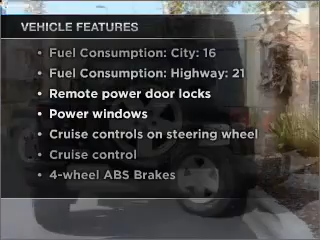 VEHICLE FEATURES
• Fuel Consumption: City: 16
• Fuel Consumption: Highway: 21
• Remote power door locks
• Power windows
• Cruise controls on steering wheel
• Cruise control
• 4-wheel ABS Brakes